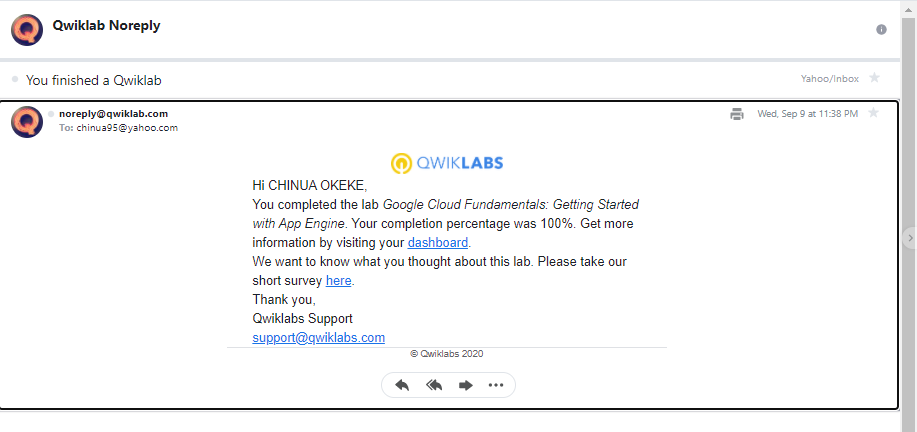 Qwiklab Noreply
You finished a Qwiklab
Yahoo/Inbox
noreply@qwiklab.com
Wed, Sep 9 at 11:38 PM
To: chinua95@yahoo.com
QWIKLABS
Hi CHINUA OKEKE,
You completed the lab Google Cloud Fundamentals: Getting Started
with App Engine. Your completion percentage was 100%. Get more
information by visiting your dashboard.
We want to know what you thought about this lab. Please take our
short survey here.
Thank you,
Qwiklabs Support
support@qwiklabs.com
© Qwiklabs 2020